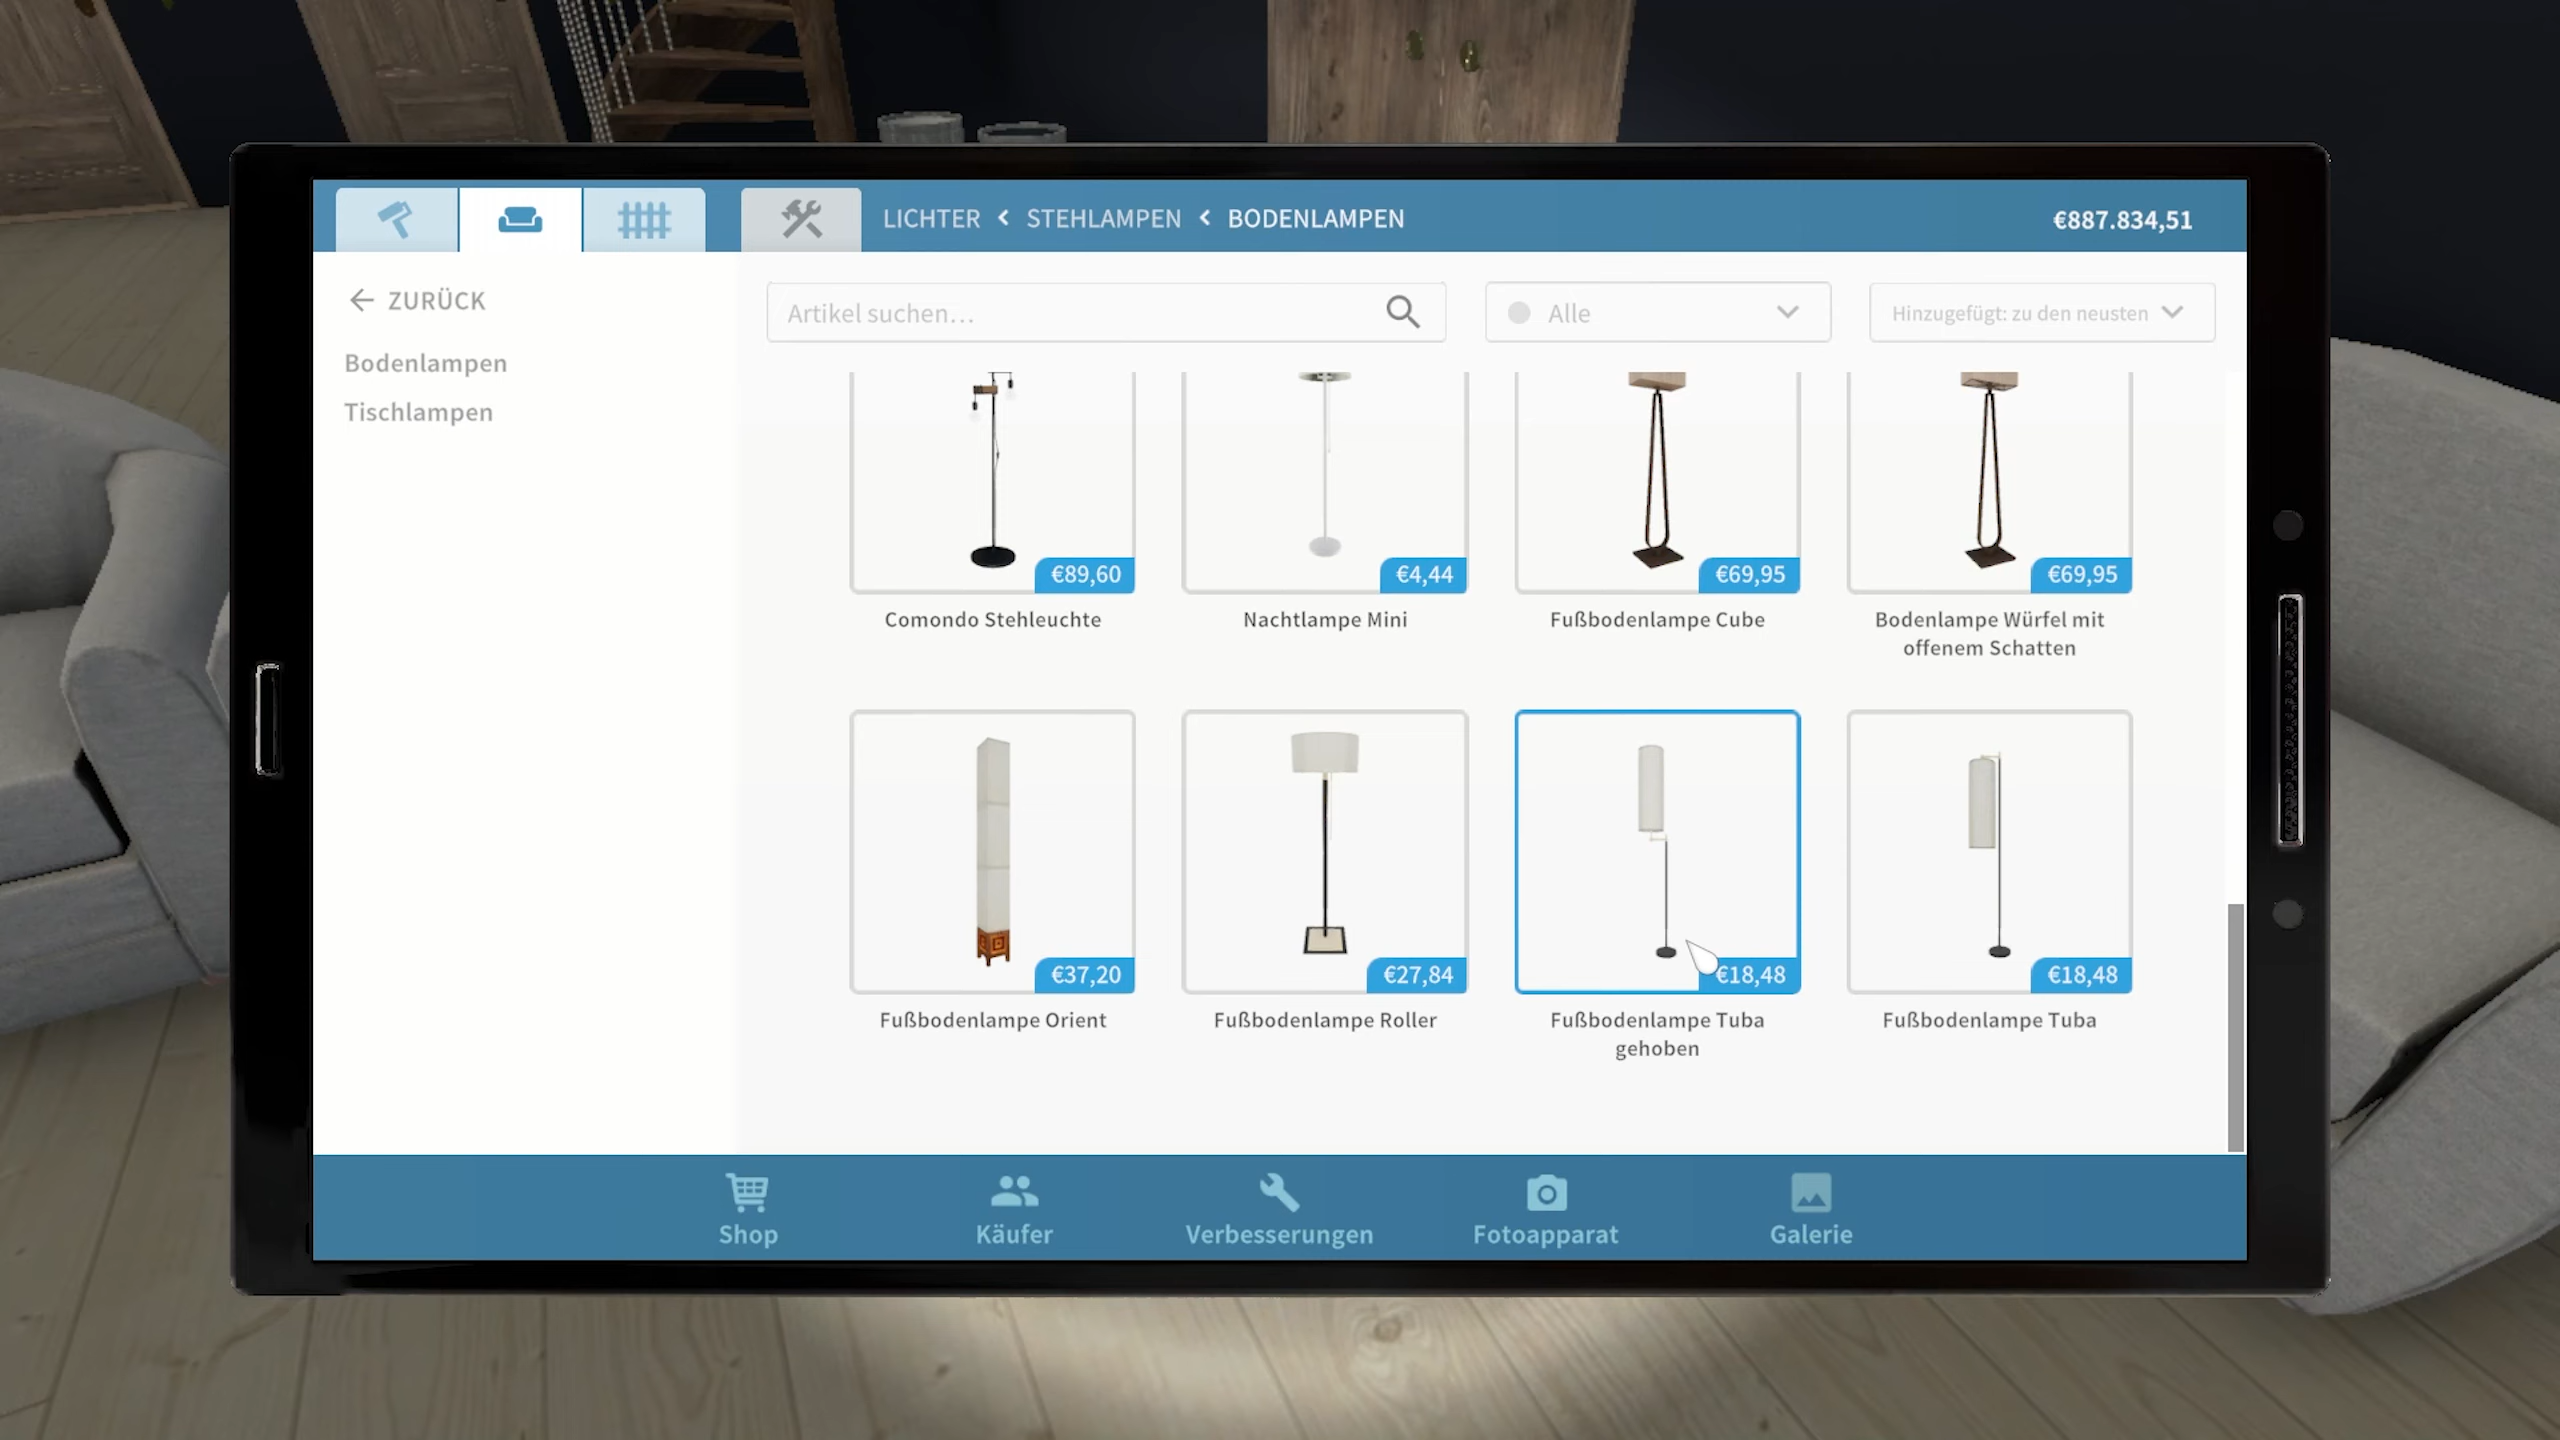 LICHTER < STEHLAMPEN < BODENLAMPEN
€887.834,51
ZURÜCK
Bodenlampen
Tischlampen
Artikel suchen...
Alle
Hinzugefügt: zu den neusten
€89,60
€4,44
€69,95
€69,95
Comondo Stehleuchte
Nachtlampe Mini
Fußbodenlampe Cube
Bodenlampe Würfel mit
offenem Schatten
€37,20
€27,84
€18,48
€18,48
Fußbodenlampe Orient
Fußbodenlampe Roller
Fußbodenlampe Tuba
gehoben
Fußbodenlampe Tuba
Shop
Käufer
Verbesserungen
Fotoapparat
Galerie